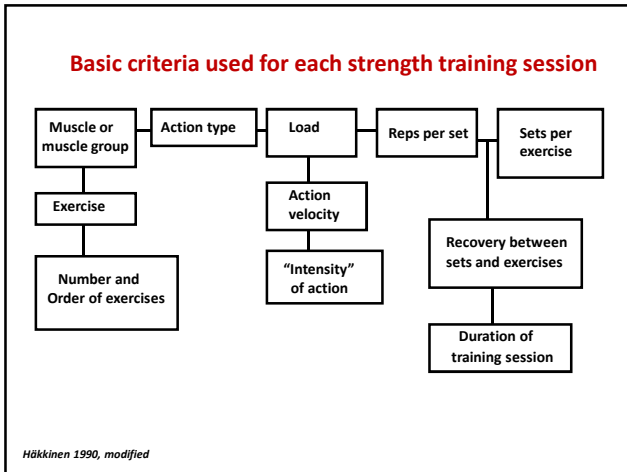 Basic criteria used for each strength training session
Muscle or
muscle group
Action type
Load
Reps per set
Sets per
exercise
Exercise
Action
velocity
Number and
Order of exercises
“Intensity”
of action
Recovery between
sets and exercises
Duration of
training session
Häkkinen 1990, modified